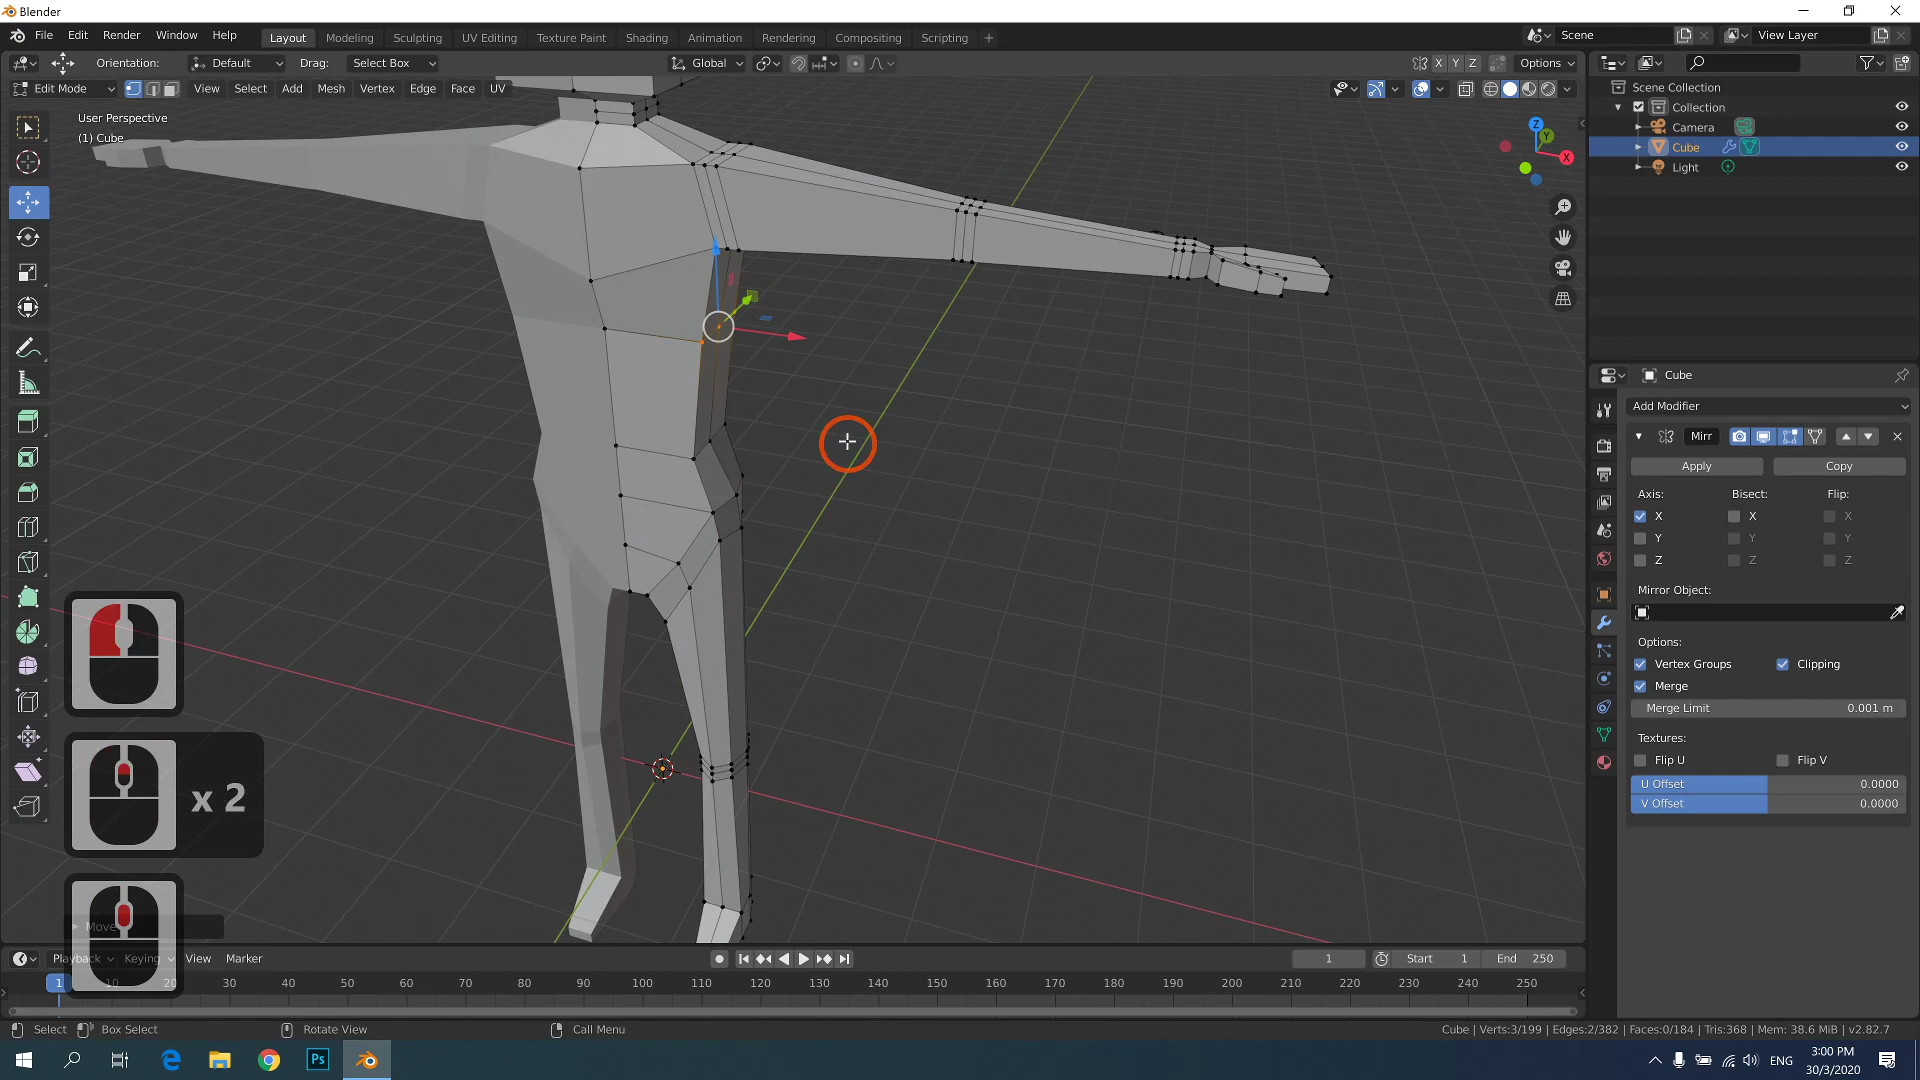 Blender
File Edit Render Window Help Layout Modeling Sculpting UV Editing Texture Paint Shading Animation Rendering Compositing Scripting + Scene View Layer
Orientation: Default Drag: Select Box Global X Y Z Options
Edit Mode View Select Add Mesh Vertex Edge Face UV
User Perspective
(1) Cube
Z
Y
X
Scene Collection
Collection
Camera
Cube
Light
Cube
Add Modifier
Mirr
Apply Copy
Axis: Bisect: Flip:
X X X
Y Y Y
Z Z Z
Mirror Object:
Options:
Vertex Groups Clipping
Merge
Merge Limit 0.001 m
Textures:
Flip U Flip V
U Offset 0.0000
V Offset 0.0000
x 2
Move
Playback Keying View Marker 1 Start 1 End 250
1 10 20 30 40 50 60 70 80 90 100 110 120 130 140 150 160 170 180 190 200 210 220 230 240 250
Select Box Select Rotate View Call Menu Cube | Verts:3/199 | Edges:2/382 | Faces:0/184 | Tris:368 | Mem: 38.6 MiB | v2.82.7
Ps
ENG
3:00 PM
30/3/2020